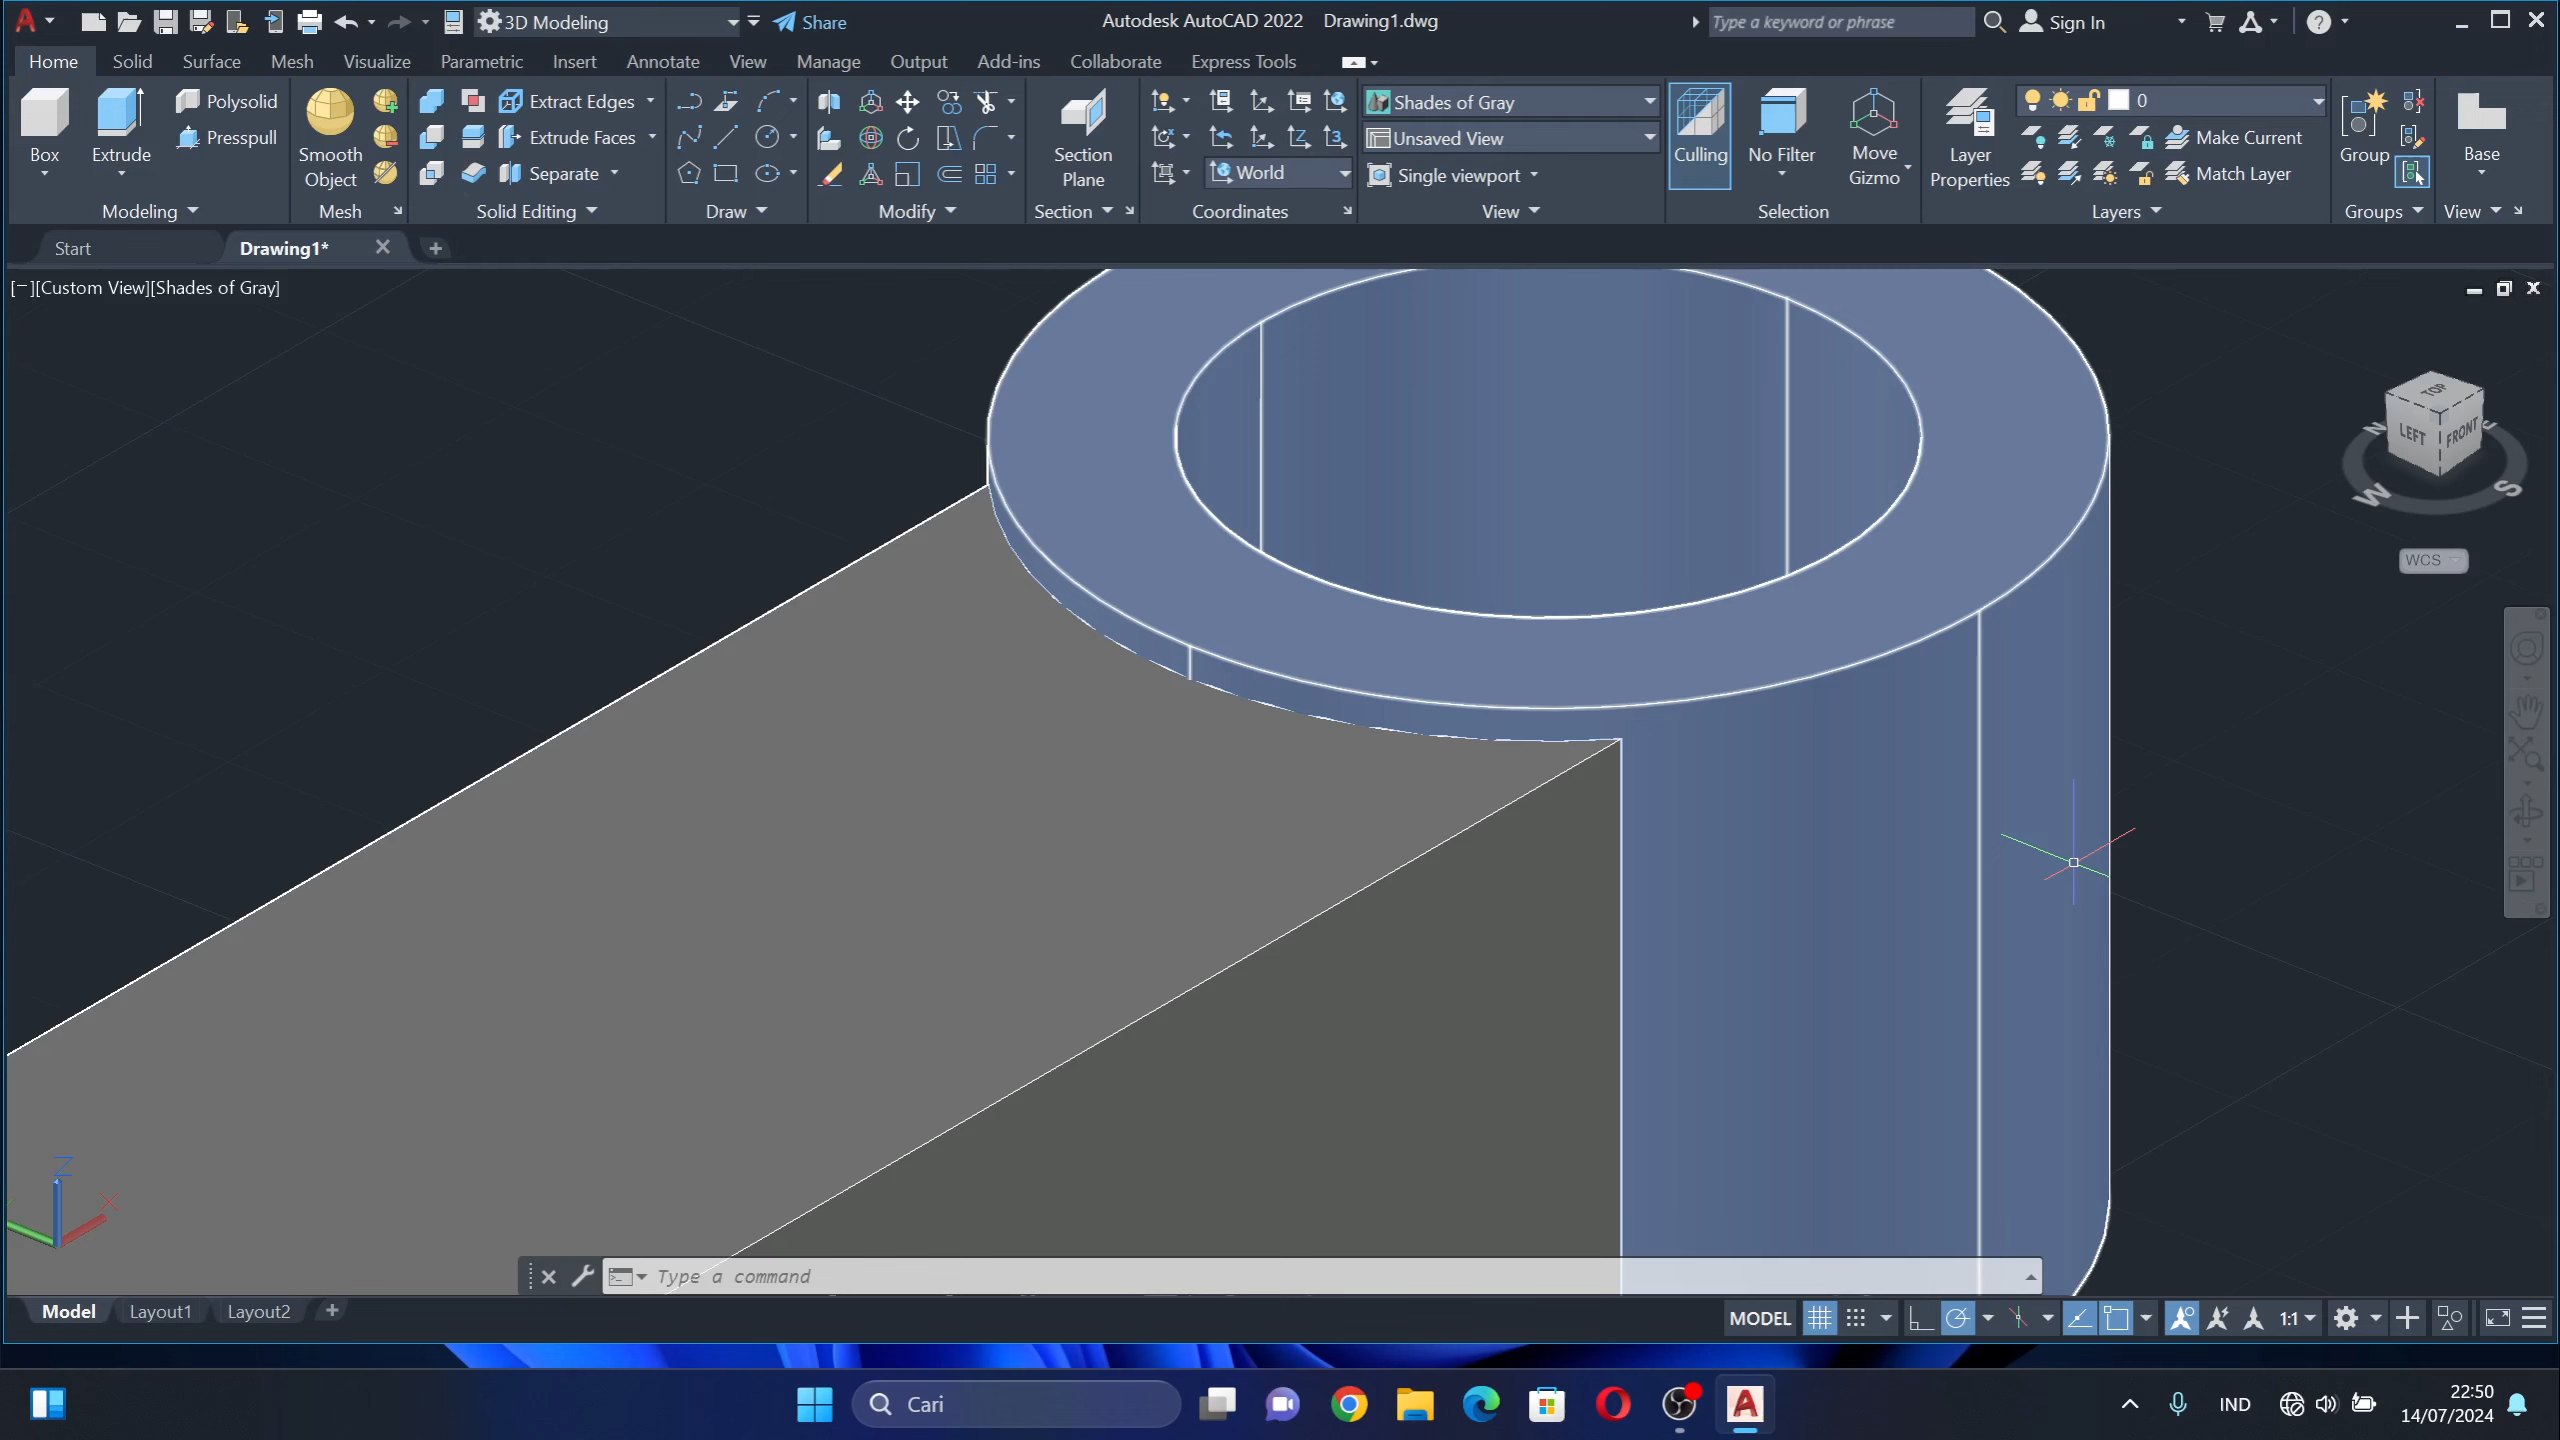 3D Modeling
Share
Autodesk AutoCAD 2022 Drawing1.dwg
Type a keyword or phrase
Sign In
Home Solid Surface Mesh Visualize Parametric Insert Annotate View Manage Output Add-ins Collaborate Express Tools
Box
Extrude
Polysolid
Presspull
Modeling
Smooth Object
Mesh
Extract Edges
Extrude Faces
Separate
Solid Editing
Draw
Modify
Section Plane
Section
World
Coordinates
Shades of Gray
Unsaved View
Single viewport
View
Culling
No Filter
Move Gizmo
Selection
Layer Properties
0
Make Current
Match Layer
Layers
Group
Groups
Base
View
Start
Drawing1*
[−][Custom View][Shades of Gray]
TOP
LEFT
FRONT
N
W
S
WCS
Z
X
Type a command
Model
Layout1
Layout2
MODEL
1:1
Cari
IND
22:50
14/07/2024